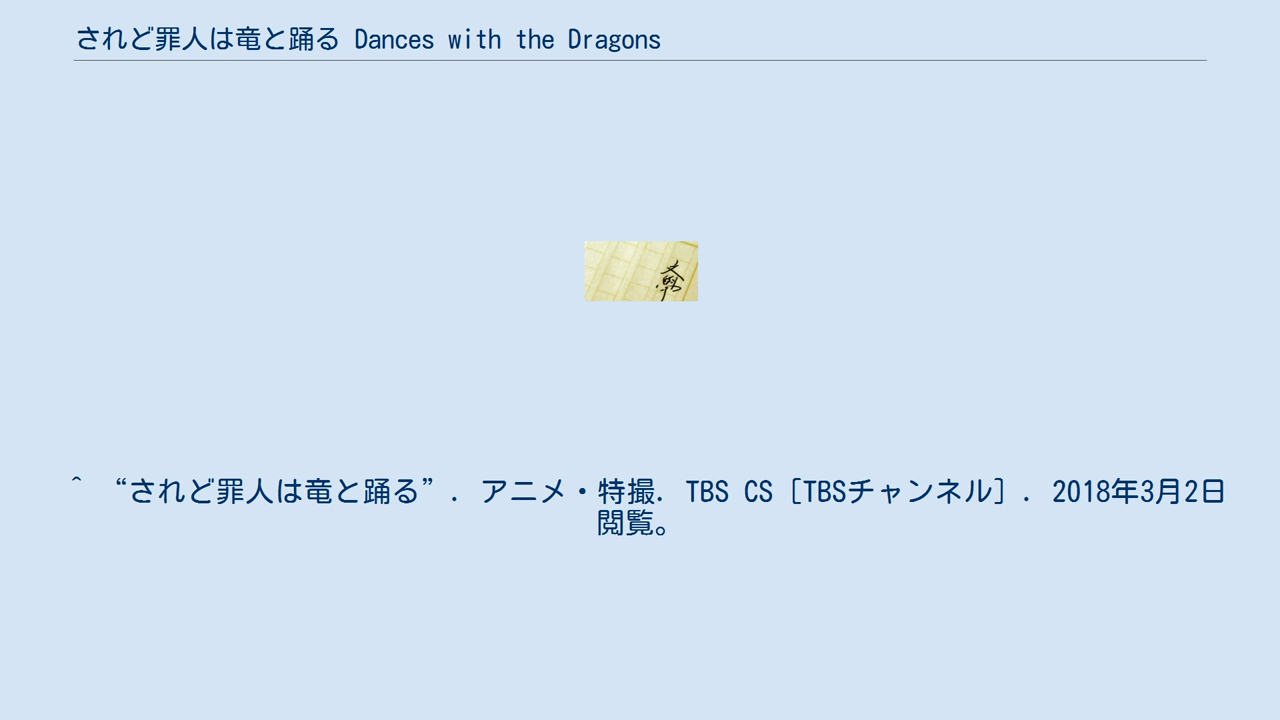 されど罪人は竜と踊る Dances with the Dragons
^ “されど罪人は竜と踊る”. アニメ・特撮. TBS CS [TBSチャンネル]. 2018年3月2日
閲覧。